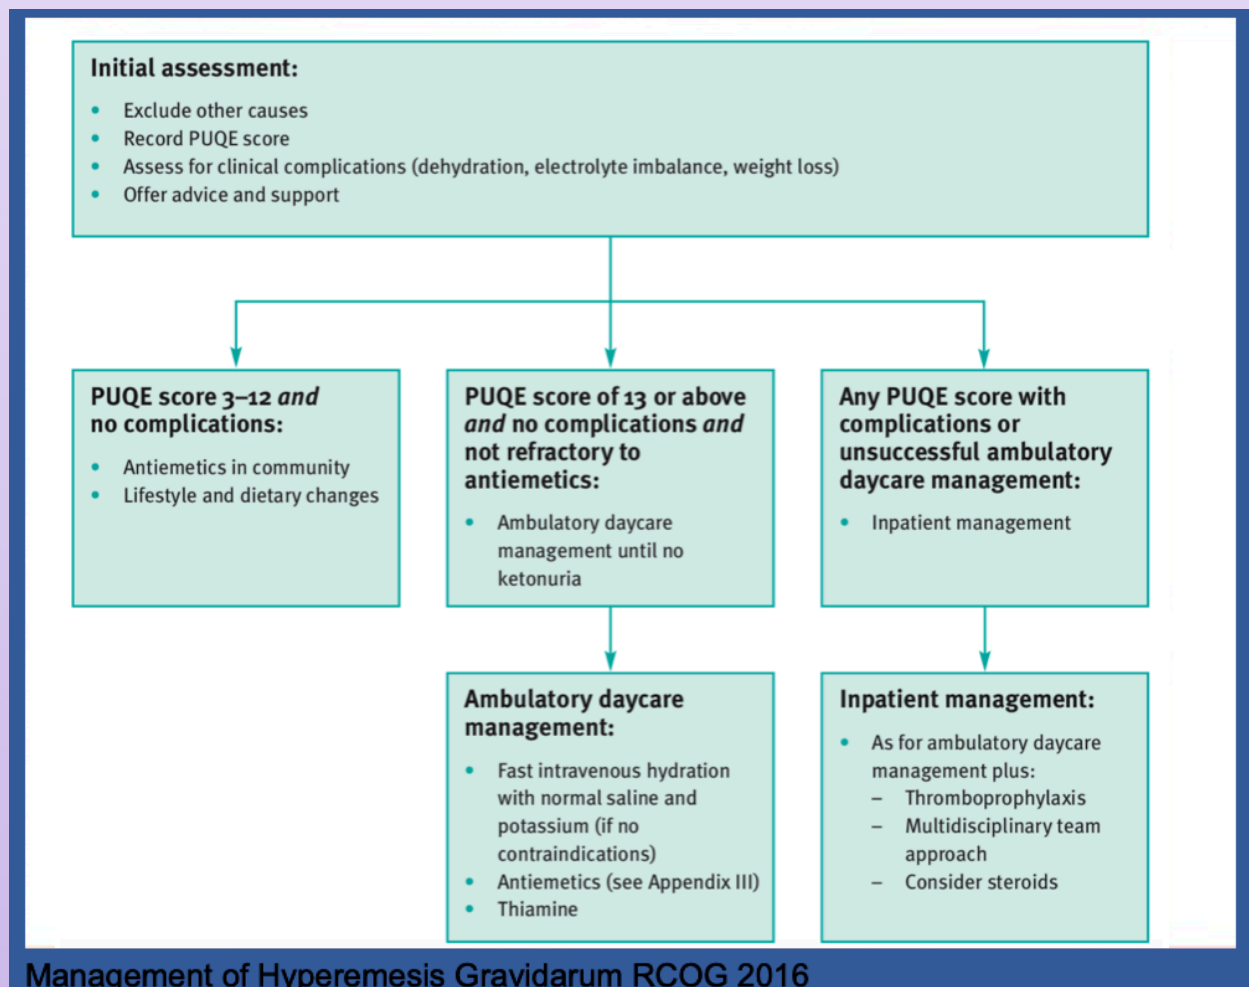 Initial assessment:
• Exclude other causes
• Record PUQE score
• Assess for clinical complications (dehydration, electrolyte imbalance, weight loss)
• Offer advice and support
PUQE score 3–12 and
no complications:
• Antiemetics in community
• Lifestyle and dietary changes
PUQE score of 13 or above
and no complications and
not refractory to
antiemetics:
• Ambulatory daycare
management until no
ketonuria
Any PUQE score with
complications or
unsuccessful ambulatory
daycare management:
• Inpatient management
Ambulatory daycare
management:
• Fast intravenous hydration
with normal saline and
potassium (if no
contraindications)
• Antiemetics (see Appendix III)
• Thiamine
Inpatient management:
• As for ambulatory daycare
management plus:
– Thromboprophylaxis
– Multidisciplinary team
approach
– Consider steroids
Management of Hyperemesis Gravidarum RCOG 2016